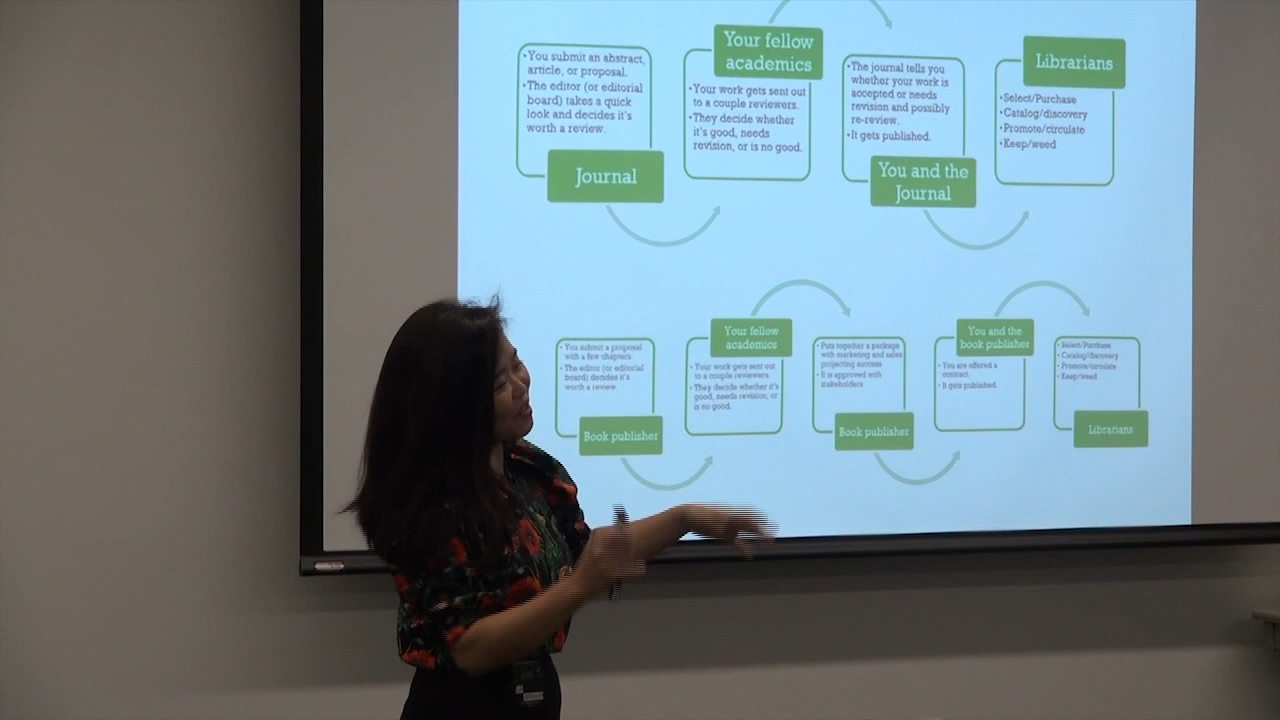 • You submit an abstract,
article, or proposal.
• The editor (or editorial
board) takes a quick
look and decides it's
worth a review.
Journal
Your fellow
academics
• Your work gets sent out
to a couple reviewers.
• They decide whether
it's good, needs
revision, or is no good.
• The journal tells you
whether your work is
accepted or needs
revision and possibly
re-review.
• It gets published.
You and the
Journal
Librarians
• Select/Purchase
• Catalog/discovery
• Promote/circulate
• Keep/weed
• You submit a proposal
with a few chapters.
• The editor (or editorial
board) decides it's
worth a review.
Book publisher
Your fellow
academics
• Your work gets sent out
to a couple reviewers.
• They decide whether it's
good, needs revision, or
is no good.
• Puts together a package
with marketing and sales
projecting success
• It is approved with
stakeholders
Book publisher
You and the
book publisher
• You are offered a
contract.
• It gets published.
• Select/Purchase
• Catalog/discovery
• Promote/circulate
• Keep/weed
Librarians